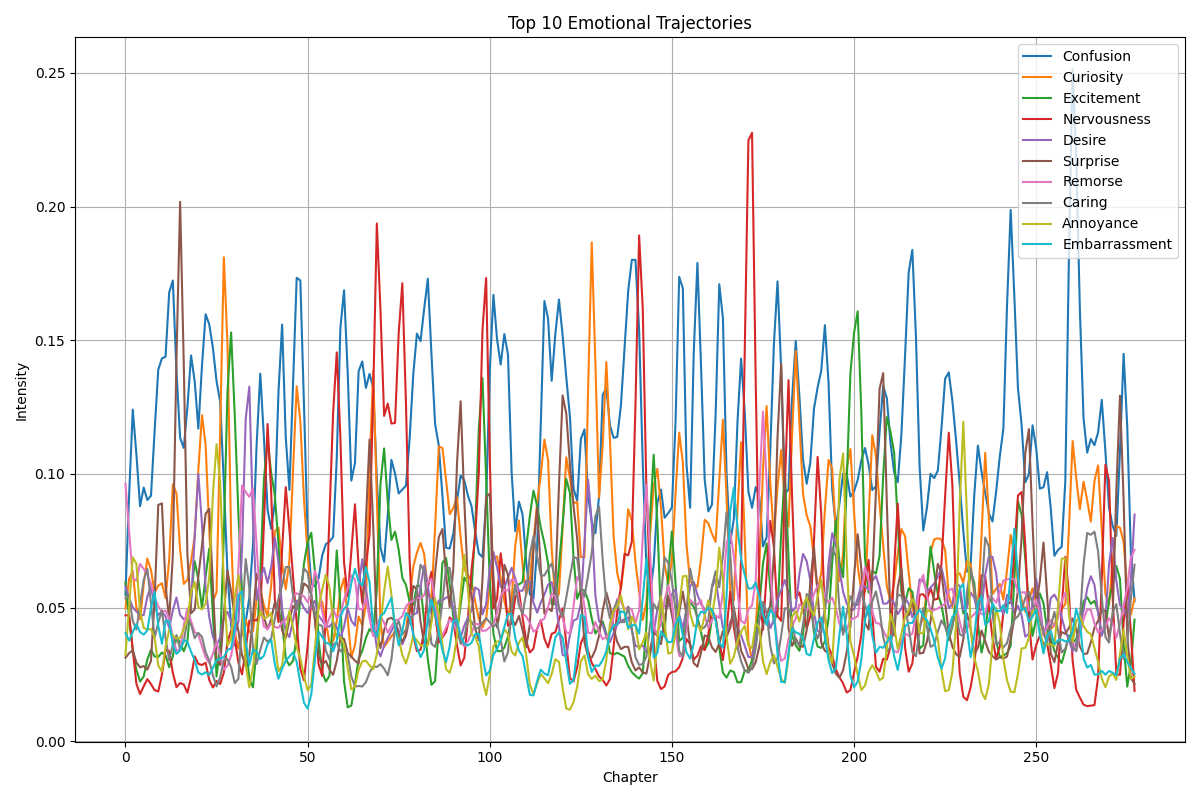 Top 10 Emotional Trajectories
Confusion
Curiosity
Excitement
Nervousness
Desire
Surprise
Remorse
Caring
Annoyance
Embarrassment
Intensity
0.25
0.20
0.15
0.10
0.05
0.00
0
50
100
150
200
250
Chapter